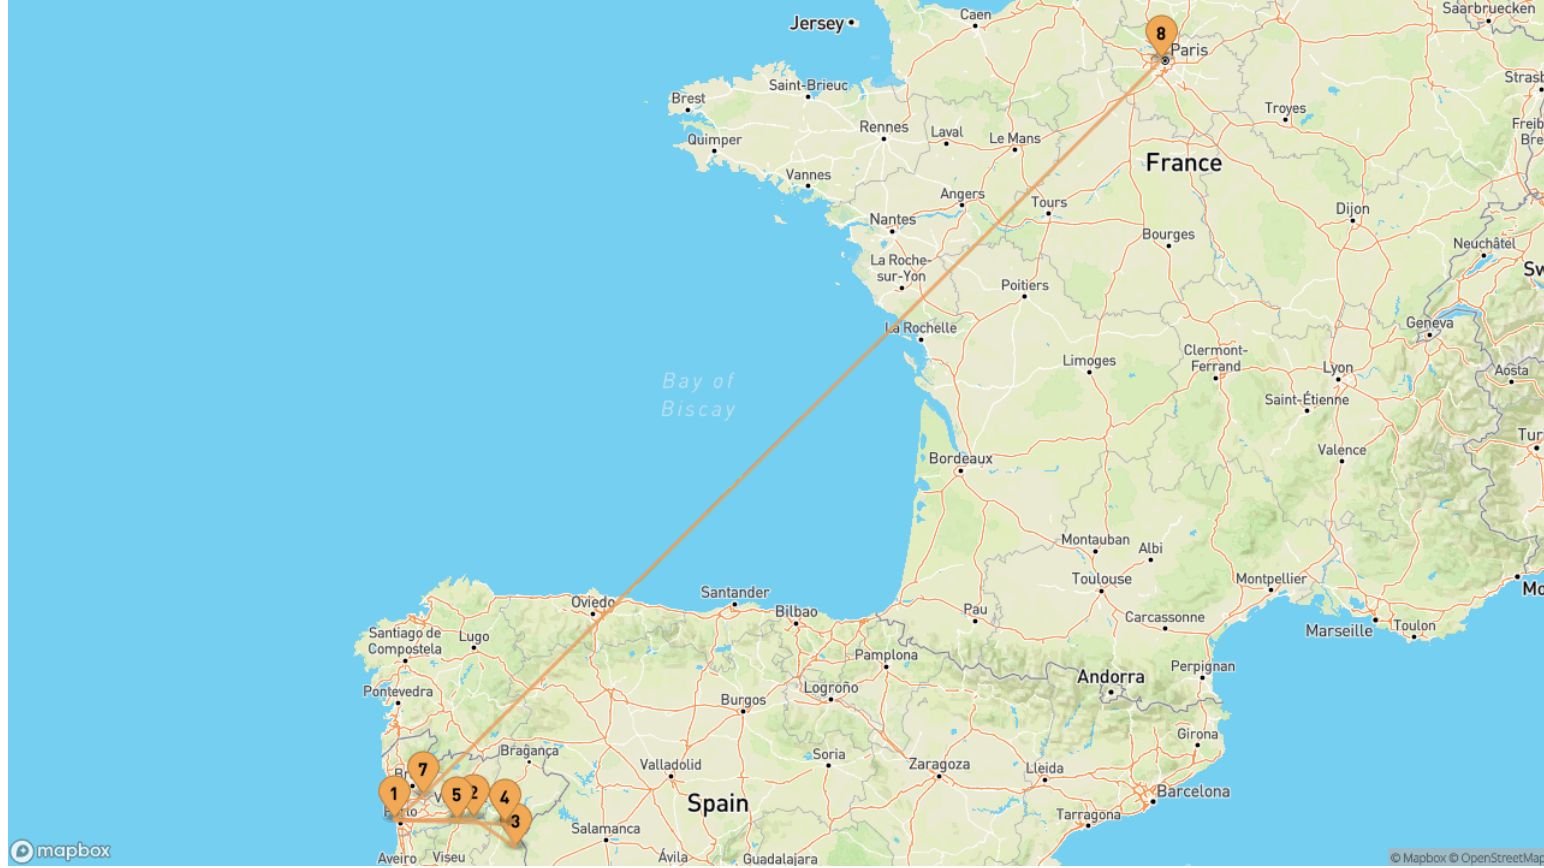 Jersey
Caen
8
Paris
Saarbruecken
Brest
Saint-Brieuc
Troyes
Quimper
Rennes
Laval
Le Mans
France
Vannes
Angers
Tours
Dijon
Nantes
Bourges
Neuchâtel
La Roche-
sur-Yon
Poitiers
La Rochelle
Geneva
Bay of
Biscay
Limoges
Clermont-
Ferrand
Lyon
Aosta
Saint-Étienne
Bordeaux
Valence
Montauban
Albi
Toulouse
Montpellier
Oviedo
Santander
Bilbao
Pau
Carcassonne
Marseille
Toulon
Santiago de
Compostela
Lugo
Pamplona
Perpignan
Pontevedra
Logroño
Andorra
Burgos
Girona
Bragança
Soria
Valladolid
Zaragoza
Lleida
7
1
5
2
4
Spain
Barcelona
3
Salamanca
Tarragona
mapbox
Aveiro
Viseu
Ávila
Guadalajara
© Mapbox © OpenStreetMap